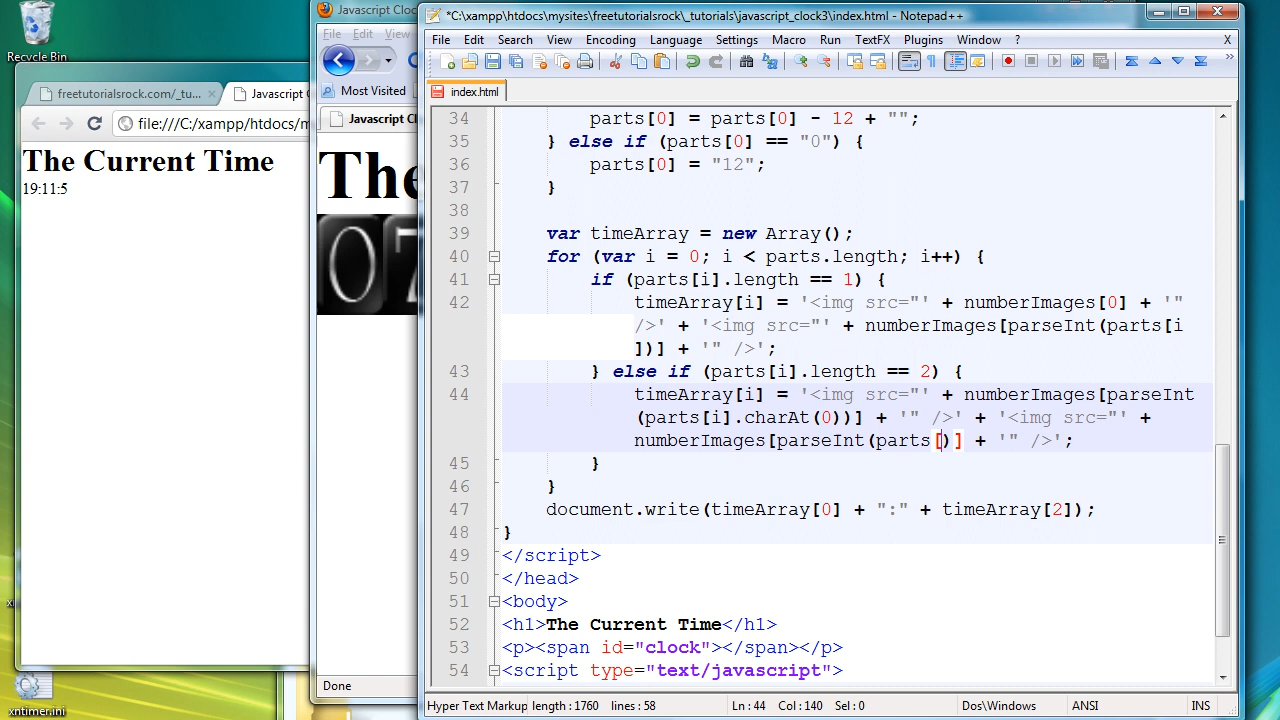 Recycle Bin
freetutorialsrock.com/_tu...
Javascript C
file:///C:/xampp/htdocs/m
The Current Time
19:11:5
xntimer.ini
Javascript Cloc
File Edit View
Most Visited
Javascript Cl
The
07
Done
*C:\xampp\htdocs\mysites\freetutorialsrock\_tutorials\javascript_clock3\index.html - Notepad++
File Edit Search View Encoding Language Settings Macro Run TextFX Plugins Window ? X
index.html
34 parts[0] = parts[0] - 12 + "";
35 } else if (parts[0] == "0") {
36 parts[0] = "12";
37 }
38
39 var timeArray = new Array();
40 for (var i = 0; i < parts.length; i++) {
41 if (parts[i].length == 1) {
42 timeArray[i] = '<img src="' + numberImages[0] + '"
/>' + '<img src="' + numberImages[parseInt(parts[i
])] + '" />';
43 } else if (parts[i].length == 2) {
44 timeArray[i] = '<img src="' + numberImages[parseInt
(parts[i].charAt(0))] + '" />' + '<img src="' +
numberImages[parseInt(parts[)] + '" />';
45 }
46 }
47 document.write(timeArray[0] + ":" + timeArray[2]);
48 }
49 </script>
50 </head>
51 <body>
52 <h1>The Current Time</h1>
53 <p><span id="clock"></span></p>
54 <script type="text/javascript">
Hyper Text Markup length : 1760 lines : 58 Ln : 44 Col : 140 Sel : 0 Dos\Windows ANSI INS